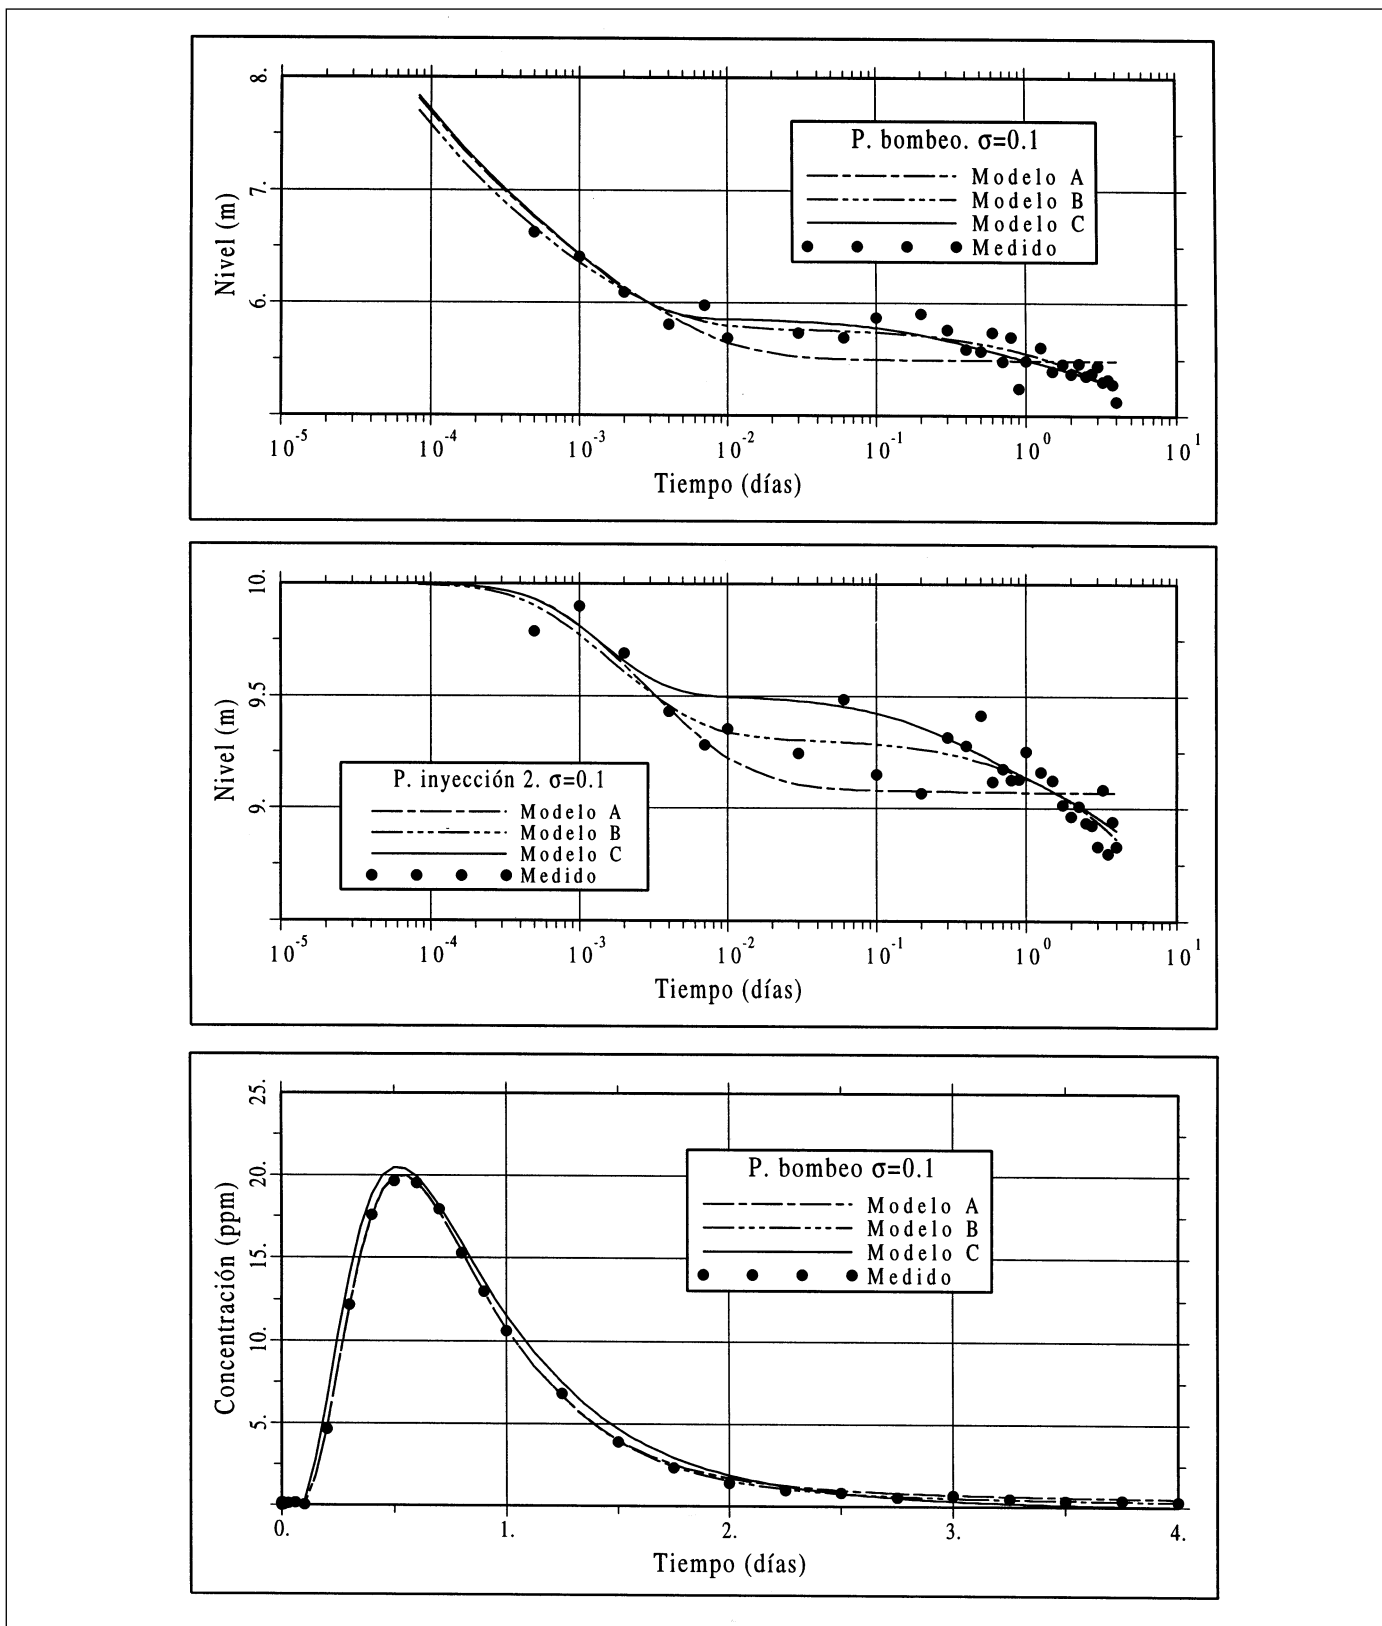 8.
7.
6.
Nivel (m)
P. bombeo. σ=0.1
Modelo A
Modelo B
Modelo C
Medido
10⁻⁵ 10⁻⁴ 10⁻³ 10⁻² 10⁻¹ 10⁰ 10¹
Tiempo (días)
10.
9.5
9.
Nivel (m)
P. inyección 2. σ=0.1
Modelo A
Modelo B
Modelo C
Medido
10⁻⁵ 10⁻⁴ 10⁻³ 10⁻² 10⁻¹ 10⁰ 10¹
Tiempo (días)
25.
20.
15.
10.
5.
Concentración (ppm)
P. bombeo σ=0.1
Modelo A
Modelo B
Modelo C
Medido
0. 1. 2. 3. 4.
Tiempo (días)